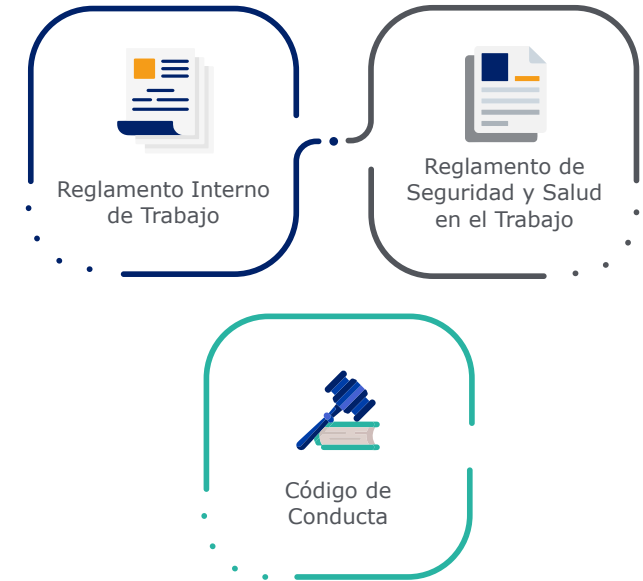 Reglamento Interno
de Trabajo
Reglamento de
Seguridad y Salud
en el Trabajo
Código de
Conducta